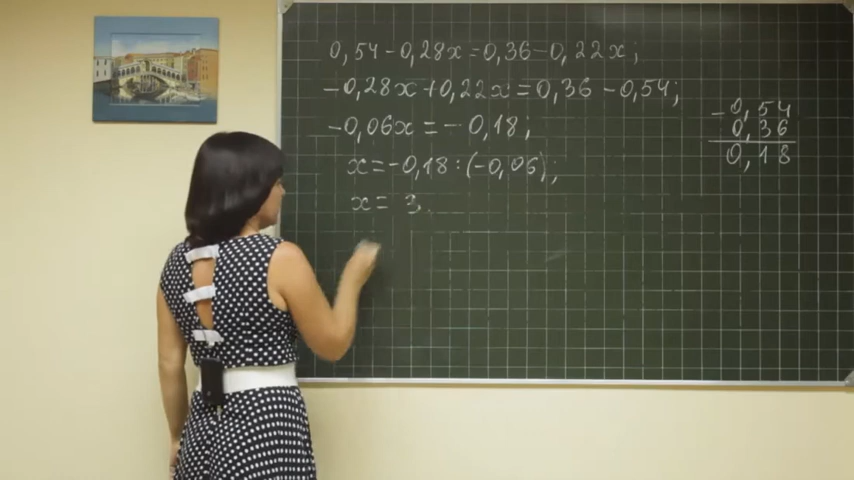 0,54-0,28x=0,36-0,22x;
-0,28x+0,22x=0,36-0,54;
-0,06x=-0,18;
x=-0,18:(-0,06);
x=3.
-0,54
0,36
0,18